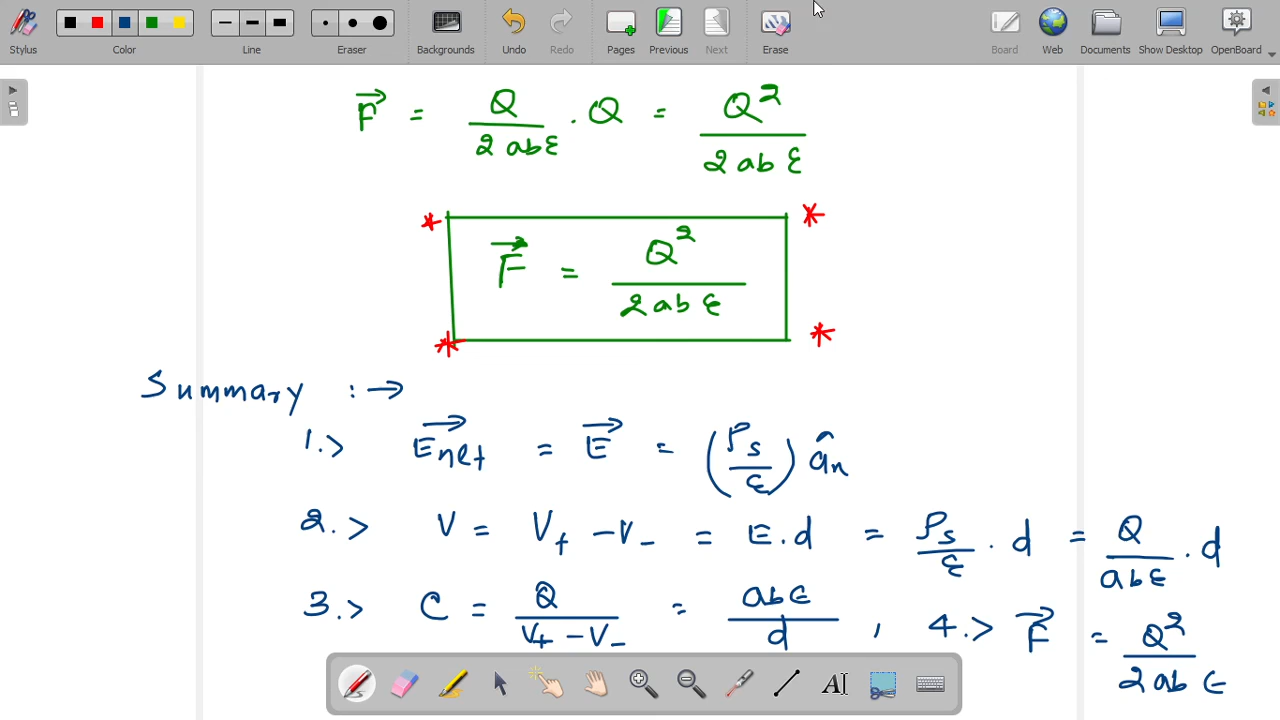 Stylus Color Line Eraser Backgrounds Undo Redo Pages Previous Next Erase Board Web Documents Show Desktop OpenBoard
F⃗ = Q/2abε . Q = Q²/2abε
* *
F⃗ = Q²/2abε
* *
Summary :→
1.> E⃗net = E⃗ = (ρs/ε) ân
2.> V = V+ - V- = E.d = ρs/ε . d = Q/abε . d
3.> C = Q/V+ - V- = abε/d , 4.> F⃗ = Q²/2abε
AI